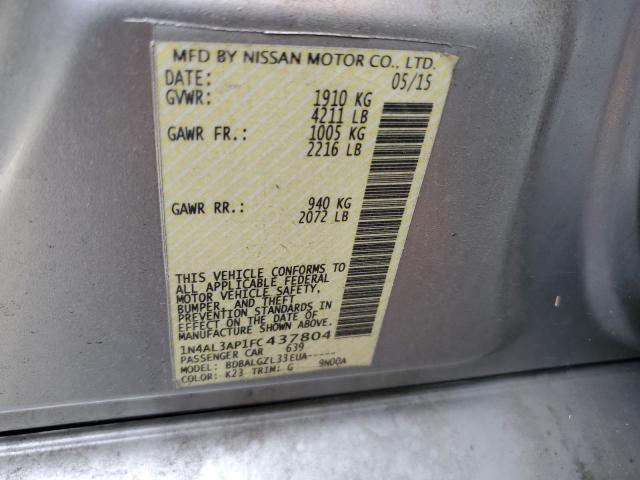 MFD BY NISSAN MOTOR CO., LTD.
DATE: 05/15
GVWR: 1910 KG
4211 LB
GAWR FR.: 1005 KG
2216 LB
GAWR RR.: 940 KG
2072 LB
THIS VEHICLE CONFORMS TO
ALL APPLICABLE FEDERAL
MOTOR VEHICLE SAFETY,
BUMPER, AND THEFT
PREVENTION STANDARDS IN
EFFECT ON THE DATE OF
MANUFACTURE SHOWN ABOVE.
1N4AL3AP1FC437804
PASSENGER CAR 639
MODEL: BDBALGZL33EUA-----
COLOR: K23 TRIM: G 9N00A